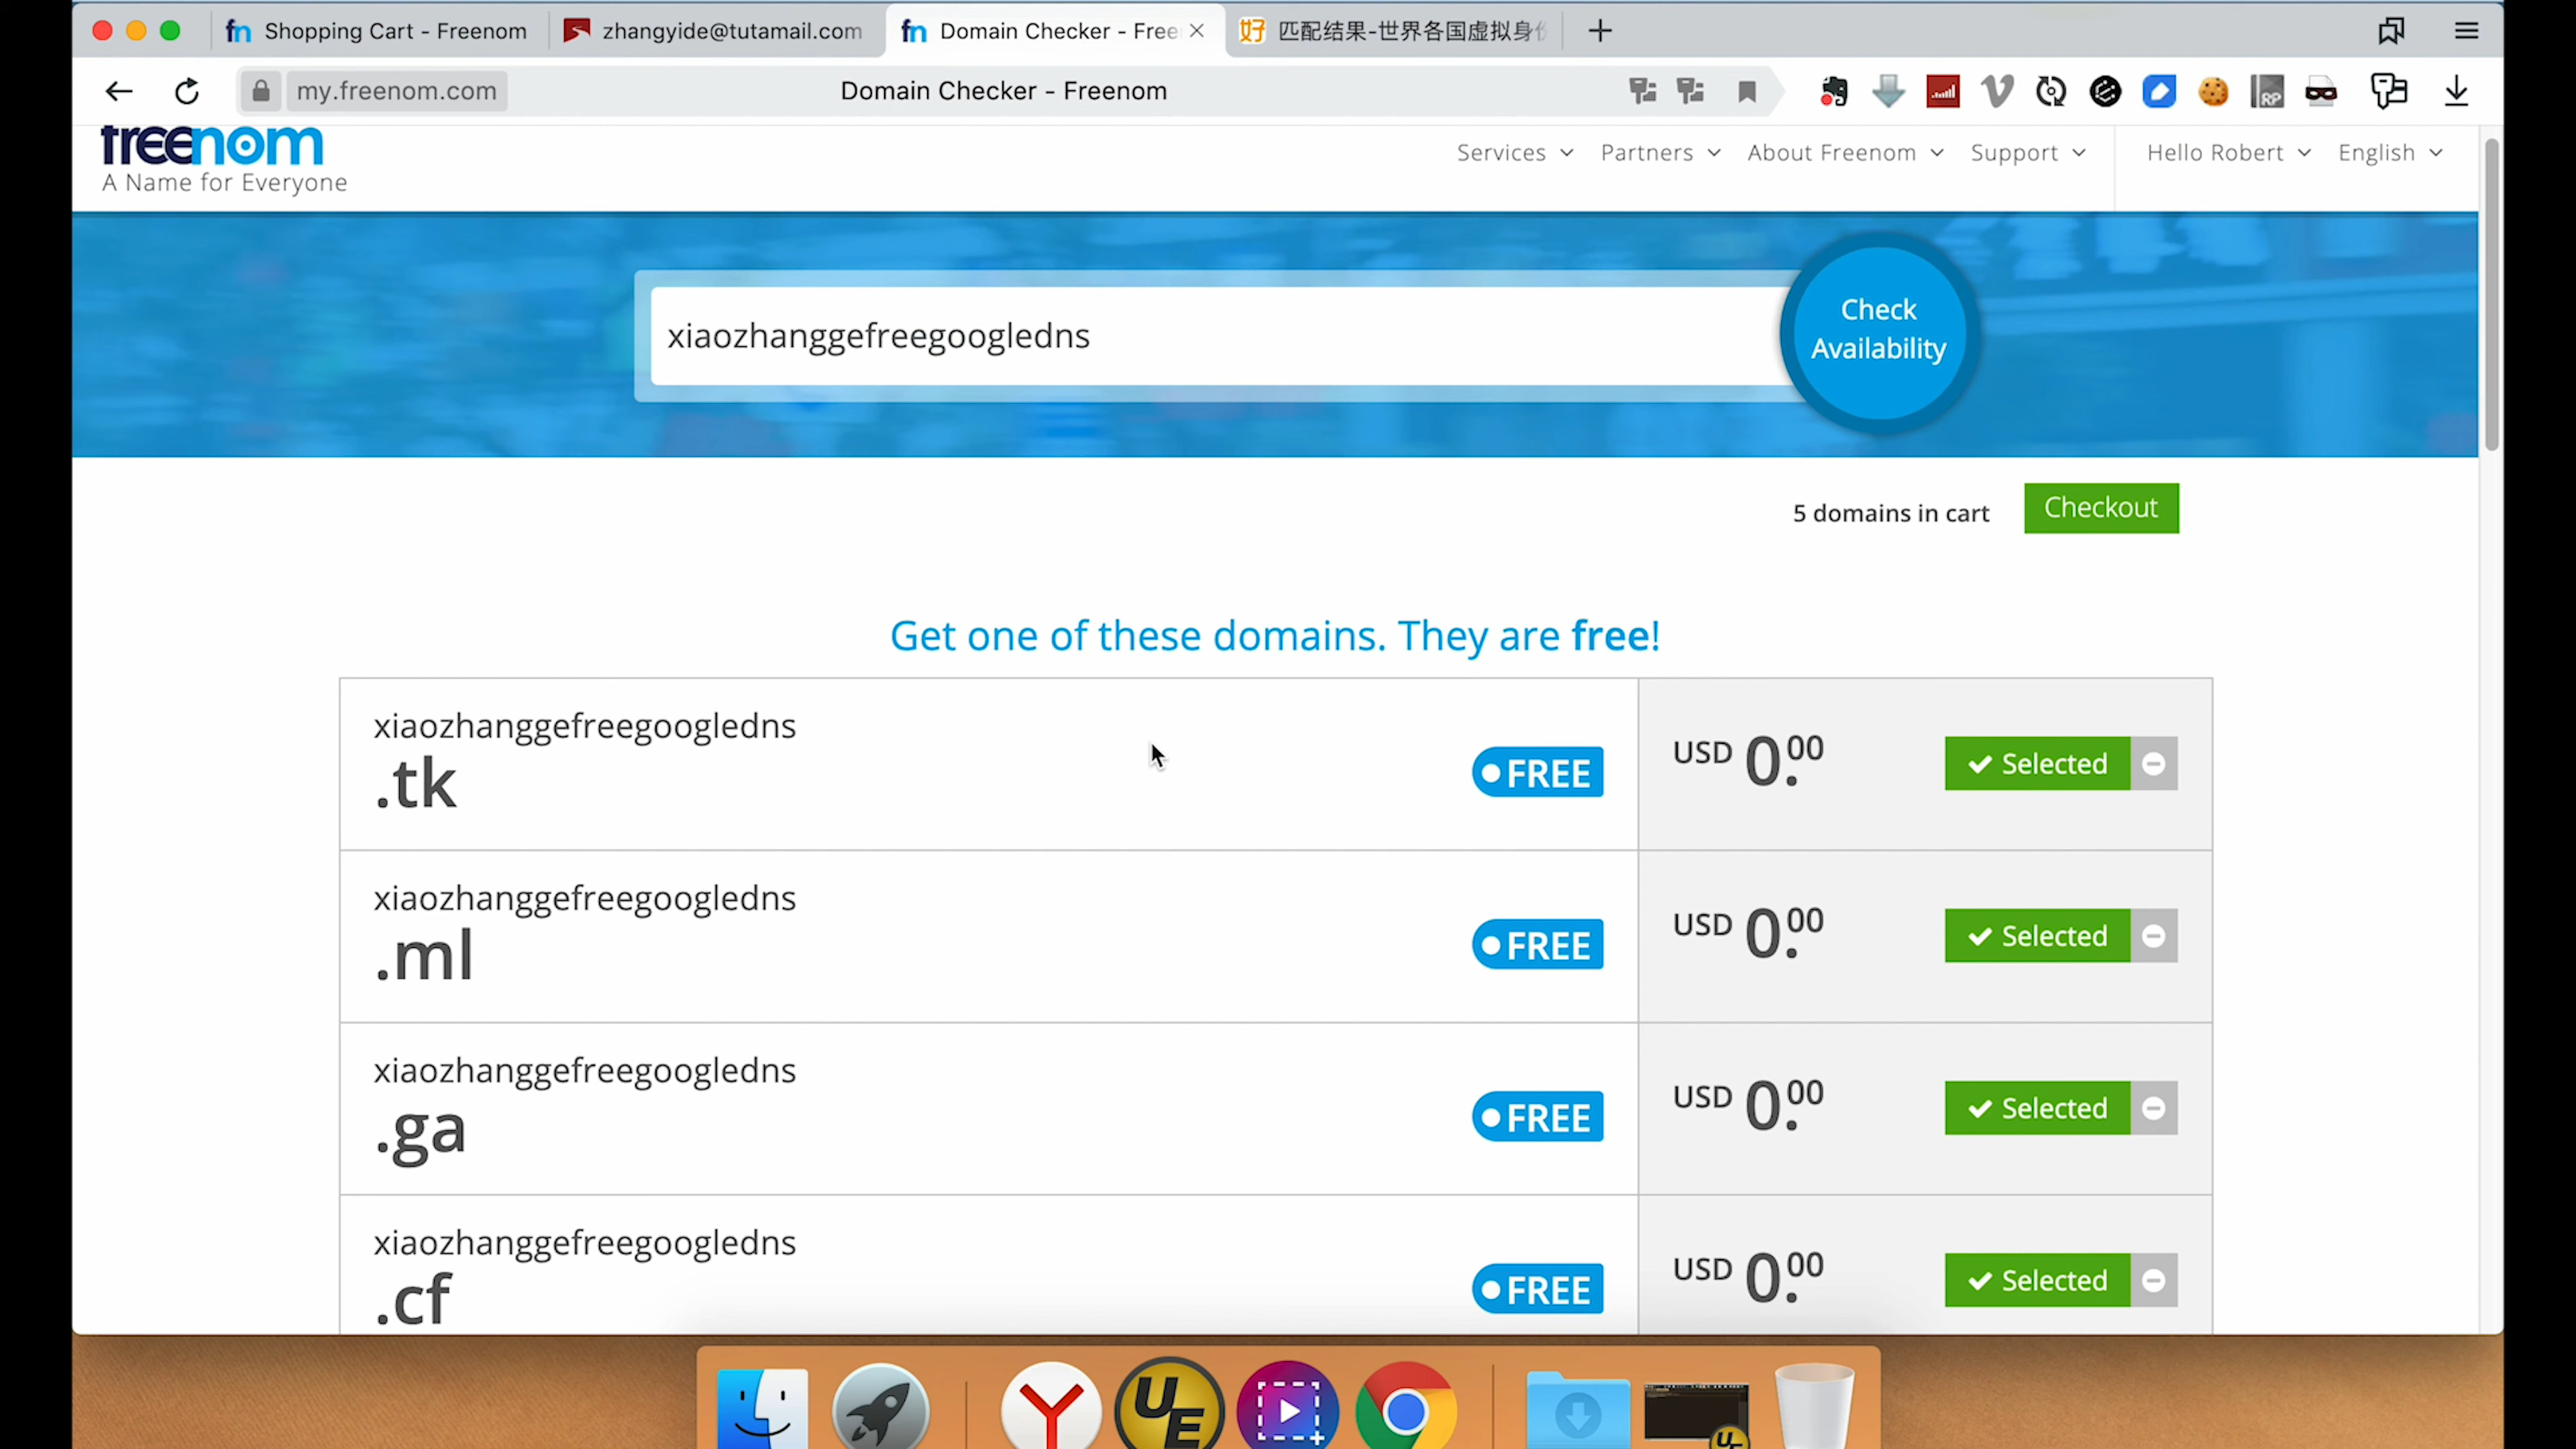 Shopping Cart - Freenom
zhangyide@tutamail.com
Domain Checker - Free
匹配结果-世界各国虚拟身份
my.freenom.com
Domain Checker - Freenom
RP
freenom
A Name for Everyone
Services
Partners
About Freenom
Support
Hello Robert
English
xiaozhanggefreegoogledns
Check
Availability
5 domains in cart
Checkout
Get one of these domains. They are free!
xiaozhanggefreegoogledns
.tk
FREE
USD 0.00
Selected
xiaozhanggefreegoogledns
.ml
FREE
USD 0.00
Selected
xiaozhanggefreegoogledns
.ga
FREE
USD 0.00
Selected
xiaozhanggefreegoogledns
.cf
FREE
USD 0.00
Selected
UE